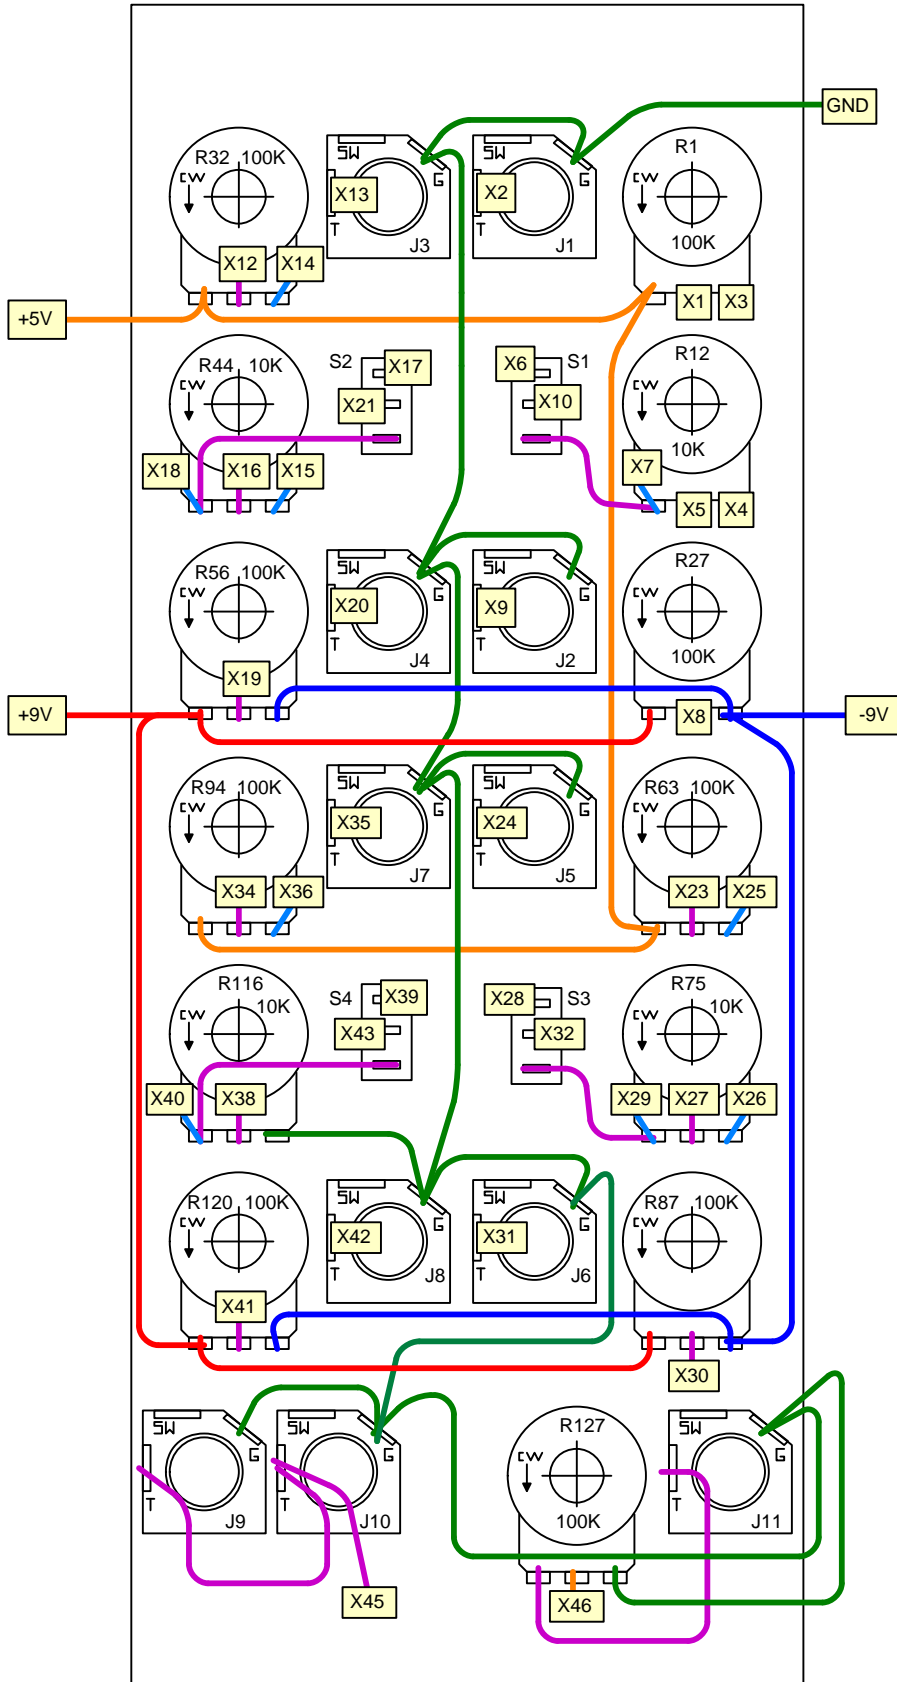 GND
R32 100K
CW
SW
G
X13
T
J3
SW
G
X2
T
J1
R1
CW
100K
X12
X14
X1
X3
+5V
R44 10K
CW
S2
X17
X21
X6
S1
X10
R12
CW
10K
X18
X16
X15
X7
X5
X4
R56 100K
CW
SW
G
X20
T
J4
SW
G
X9
T
J2
R27
CW
100K
X19
+9V
X8
-9V
R94 100K
CW
SW
G
X35
T
J7
SW
G
X24
T
J5
R63 100K
CW
X34
X36
X23
X25
R116
10K
CW
S4
X39
X43
X28
S3
X32
R75
10K
CW
X40
X38
X29
X27
X26
R120 100K
CW
SW
G
X42
T
J8
SW
G
X31
T
J6
R87 100K
CW
X41
X30
SW
G
T
J9
SW
G
T
J10
R127
CW
100K
SW
G
T
J11
X45
X46